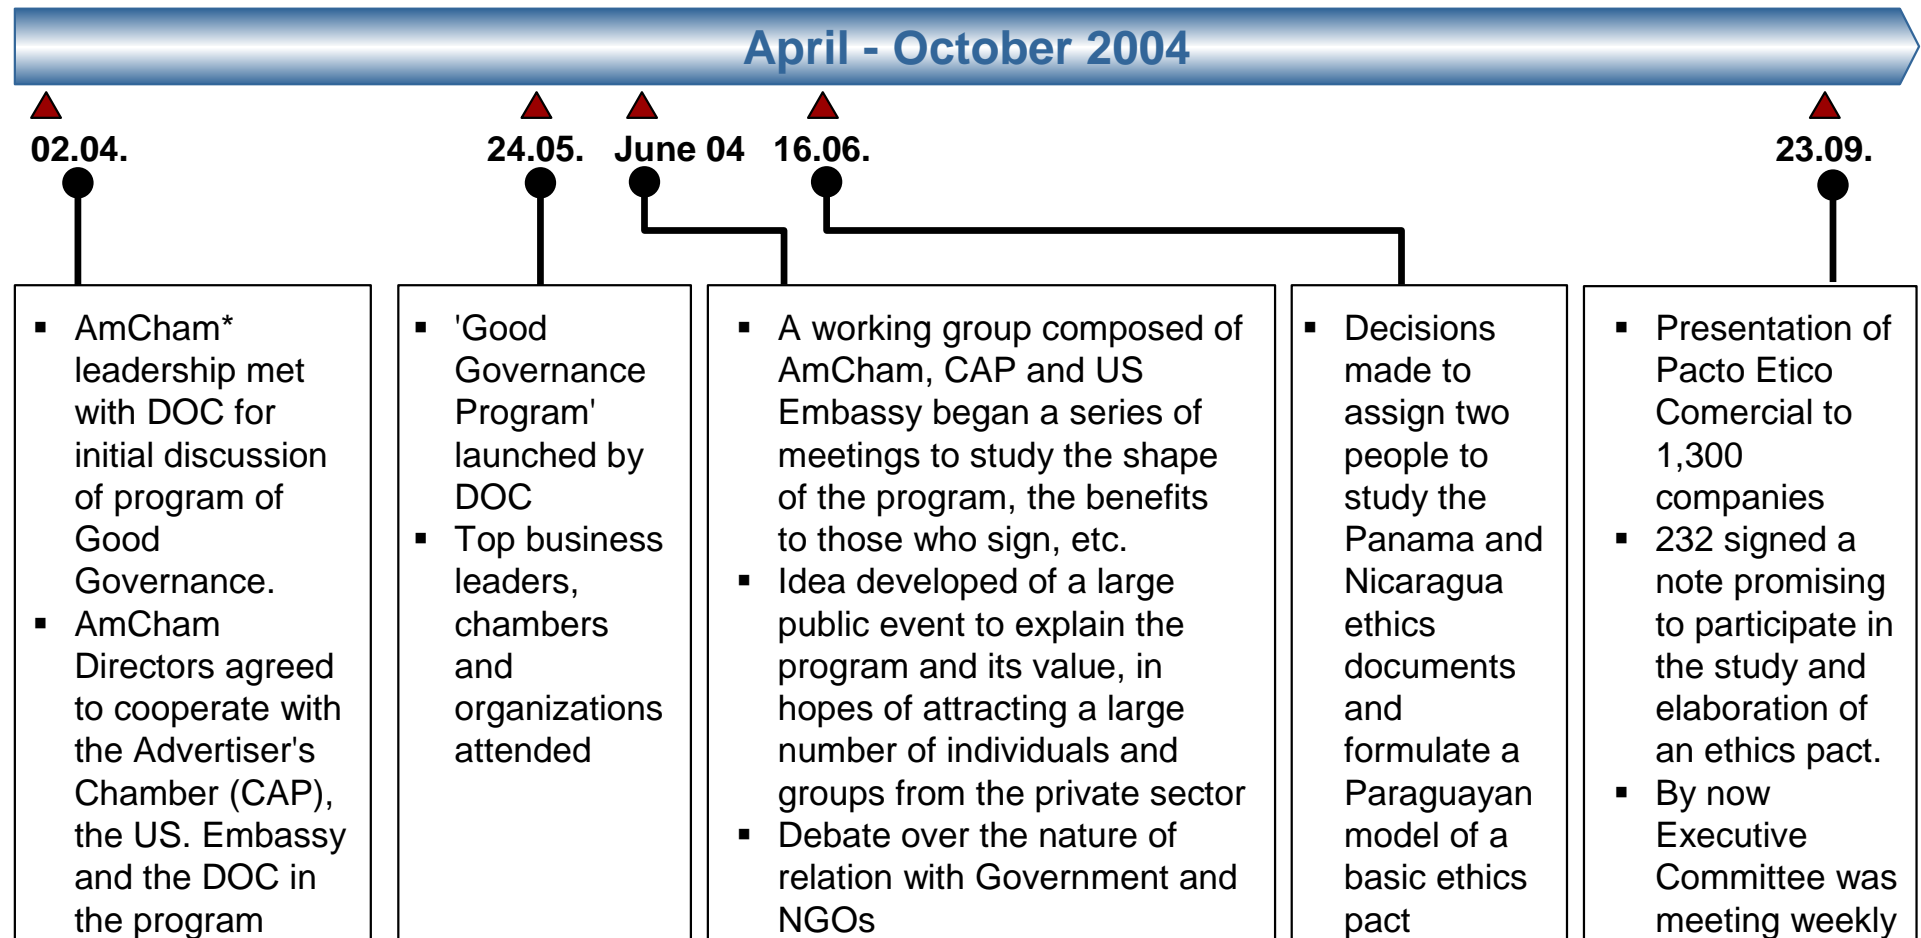 April - October 2004
02.04.
24.05.
June 04
16.06.
23.09.
▪ AmCham*
leadership met
with DOC for
initial discussion
of program of
Good
Governance.
▪ AmCham
Directors agreed
to cooperate with
the Advertiser's
Chamber (CAP),
the US. Embassy
and the DOC in
the program
▪ 'Good
Governance
Program'
launched by
DOC
▪ Top business
leaders,
chambers
and
organizations
attended
▪ A working group composed of
AmCham, CAP and US
Embassy began a series of
meetings to study the shape
of the program, the benefits
to those who sign, etc.
▪ Idea developed of a large
public event to explain the
program and its value, in
hopes of attracting a large
number of individuals and
groups from the private sector
▪ Debate over the nature of
relation with Government and
NGOs
▪ Decisions
made to
assign two
people to
study the
Panama and
Nicaragua
ethics
documents
and
formulate a
Paraguayan
model of a
basic ethics
pact
▪ Presentation of
Pacto Etico
Comercial to
1,300
companies
▪ 232 signed a
note promising
to participate in
the study and
elaboration of
an ethics pact.
▪ By now
Executive
Committee was
meeting weekly